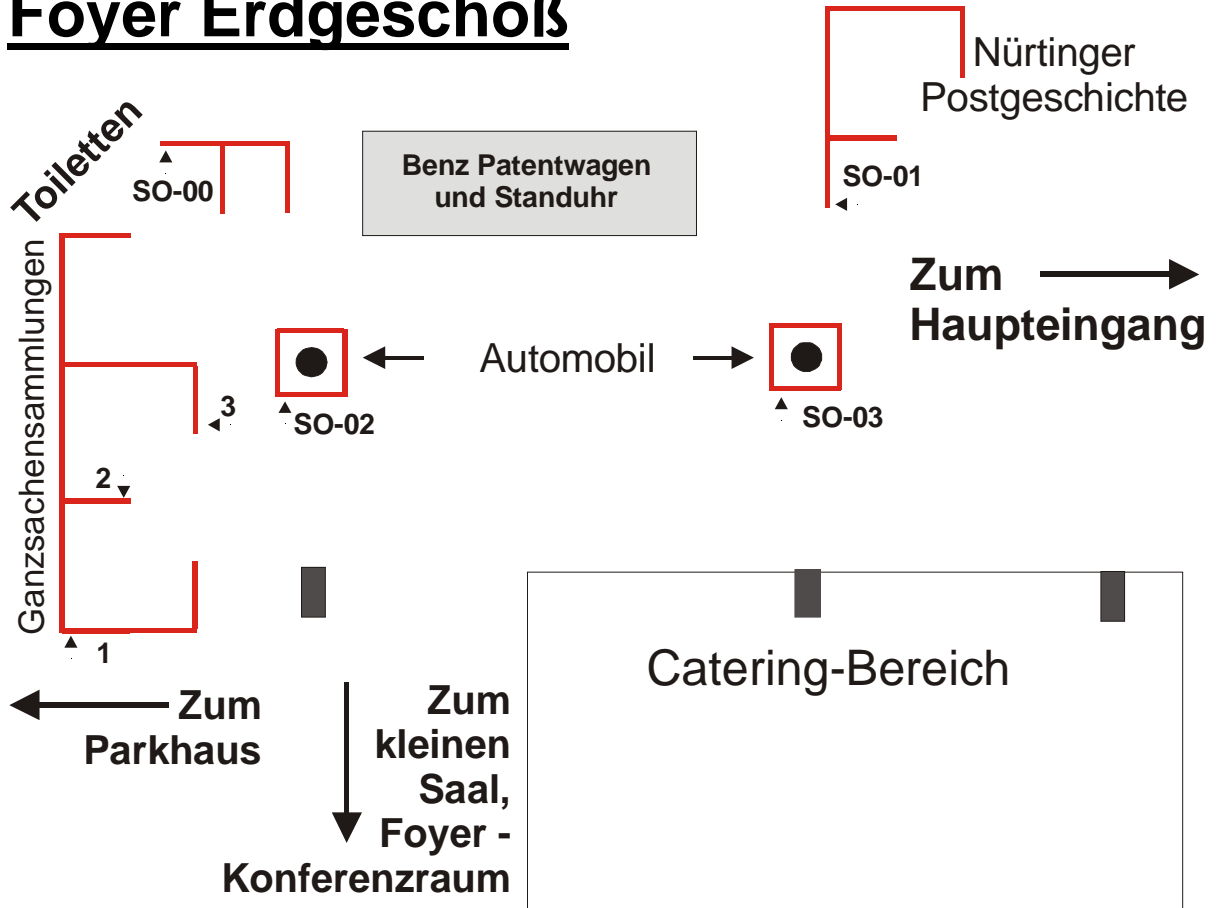 Foyer Erdgeschoß
Nürtinger
Postgeschichte
Toiletten
SO-00
Benz Patentwagen
und Standuhr
SO-01
Zum
Haupteingang
Ganzsachensammlungen
Automobil
SO-02
SO-03
3
2
1
Zum
Parkhaus
Zum
kleinen
Saal,
Foyer -
Konferenzraum
Catering-Bereich